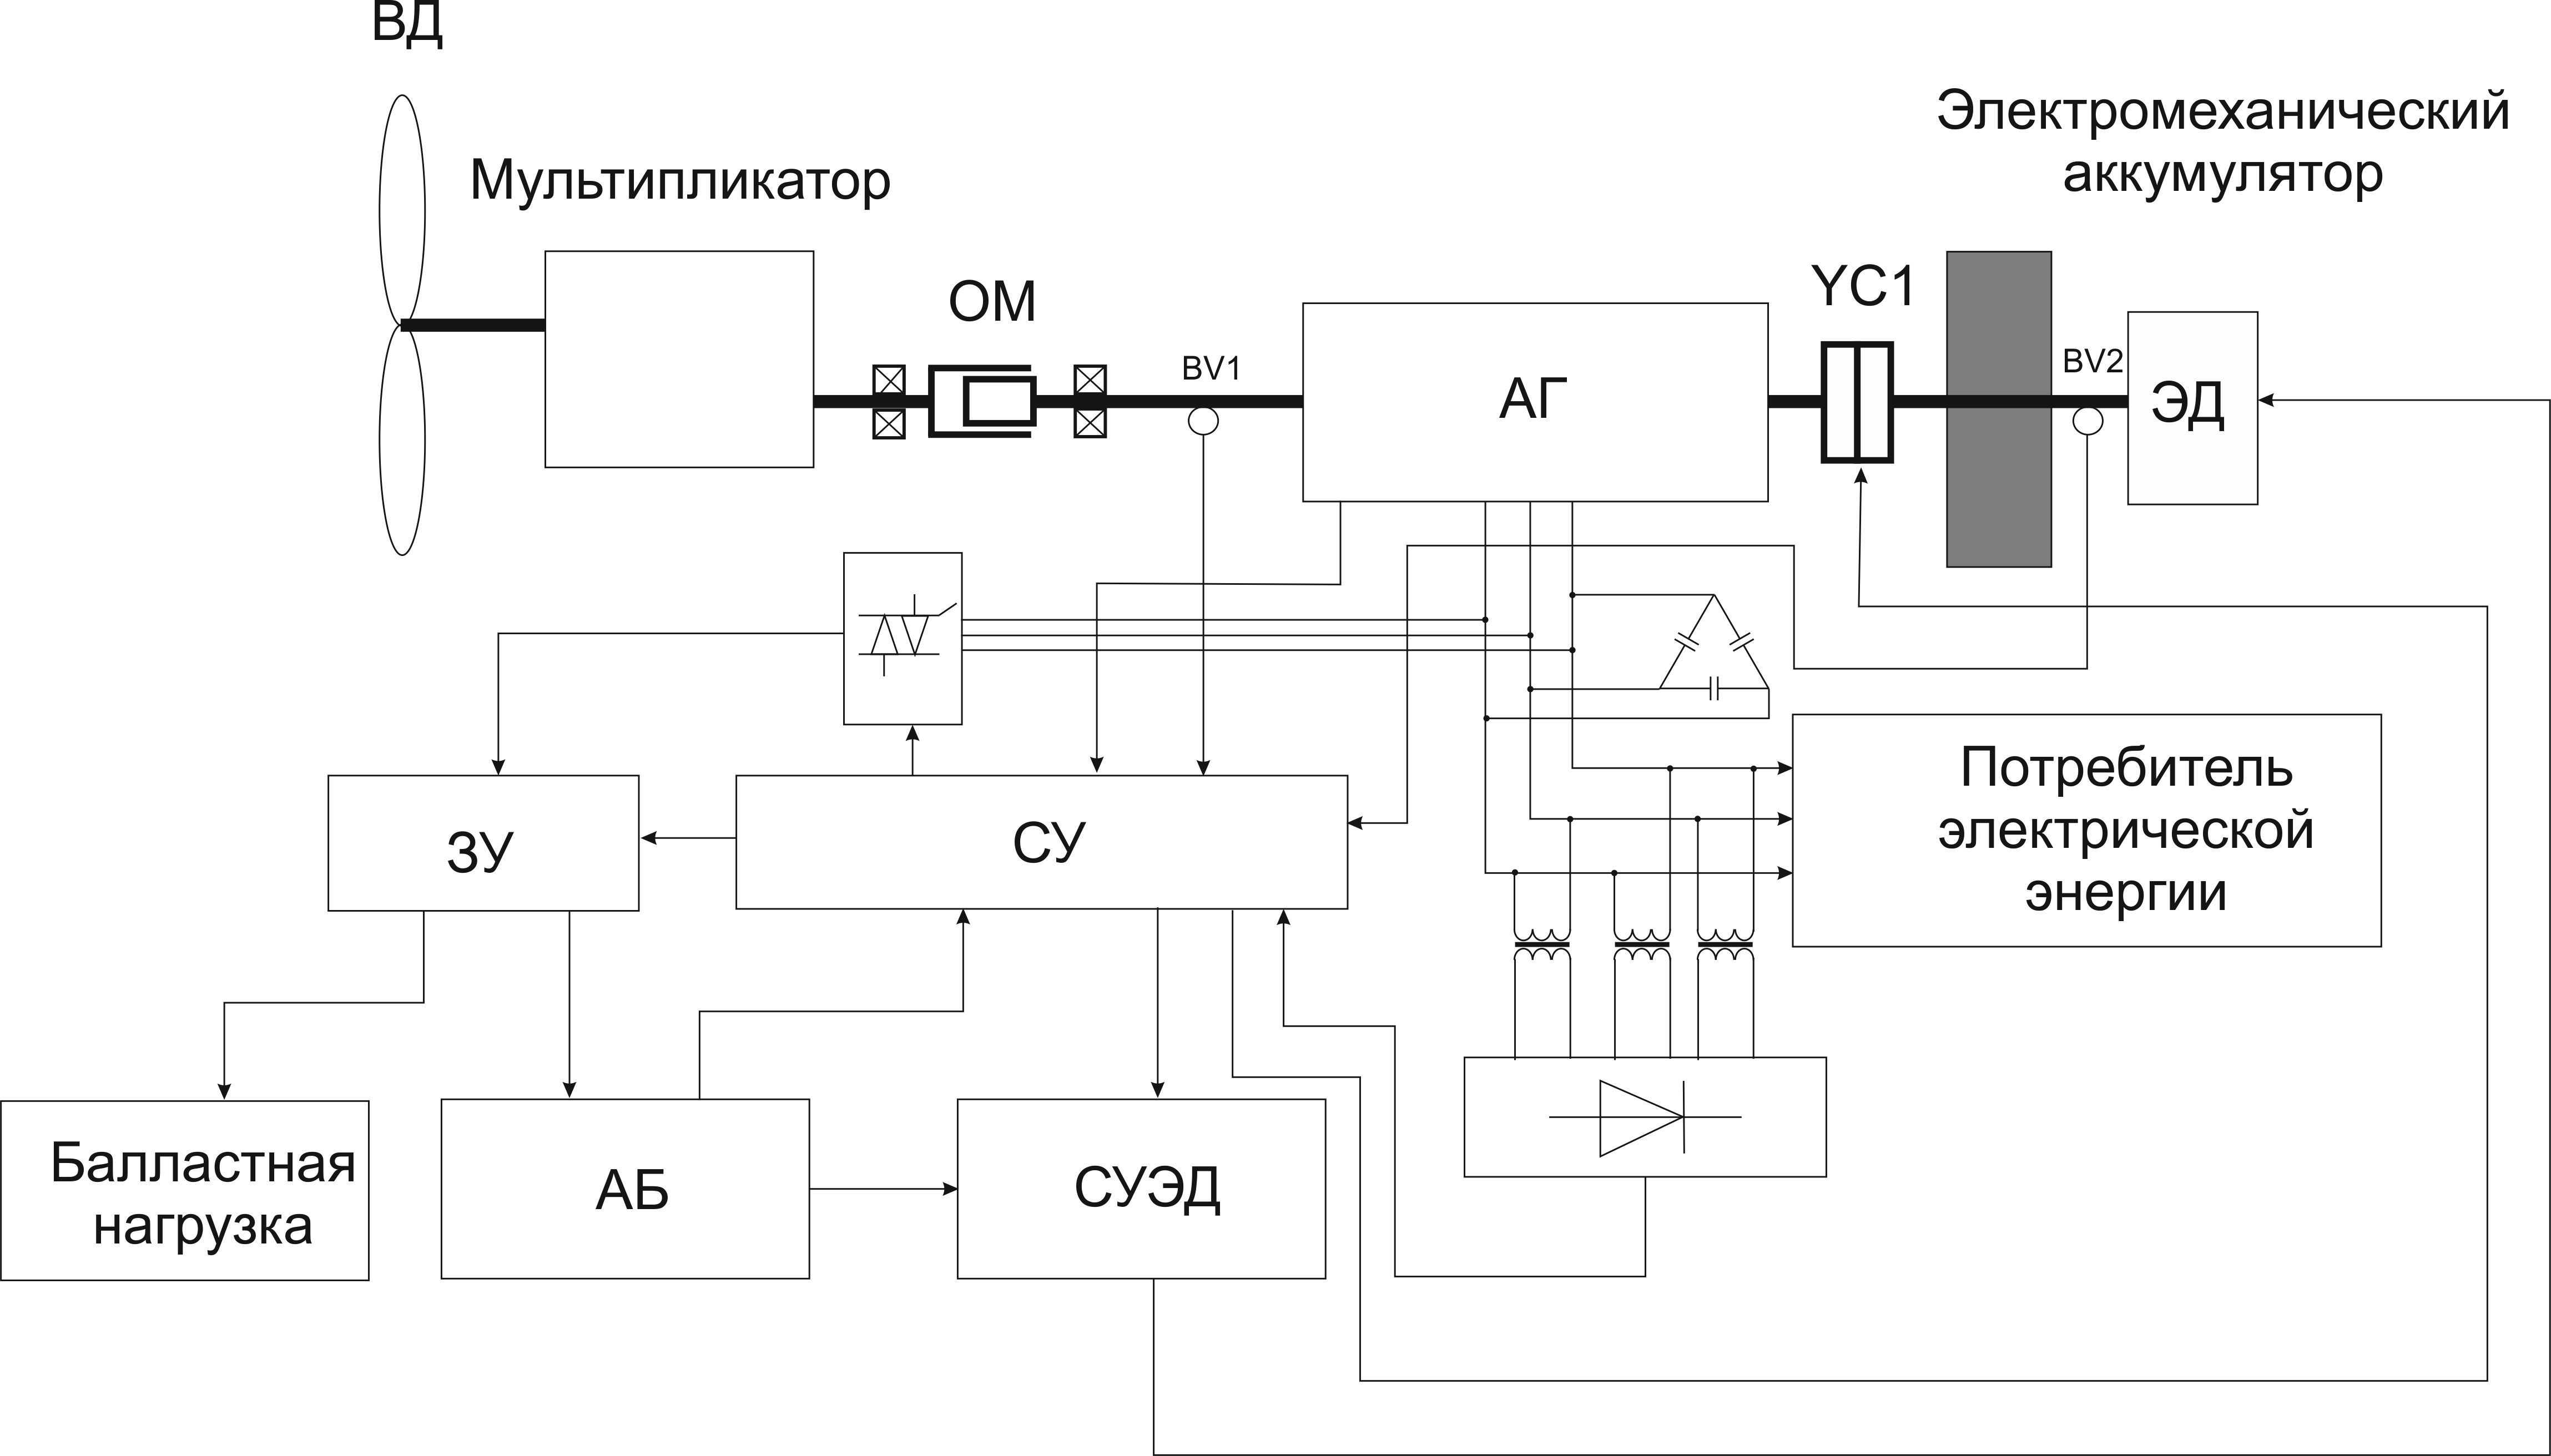 ВД
Электромеханический
аккумулятор
Мультипликатор
ОМ
YC1
BV1
BV2
АГ
ЭД
Потребитель
электрической
энергии
ЗУ
СУ
Балластная
нагрузка
АБ
СУЭД